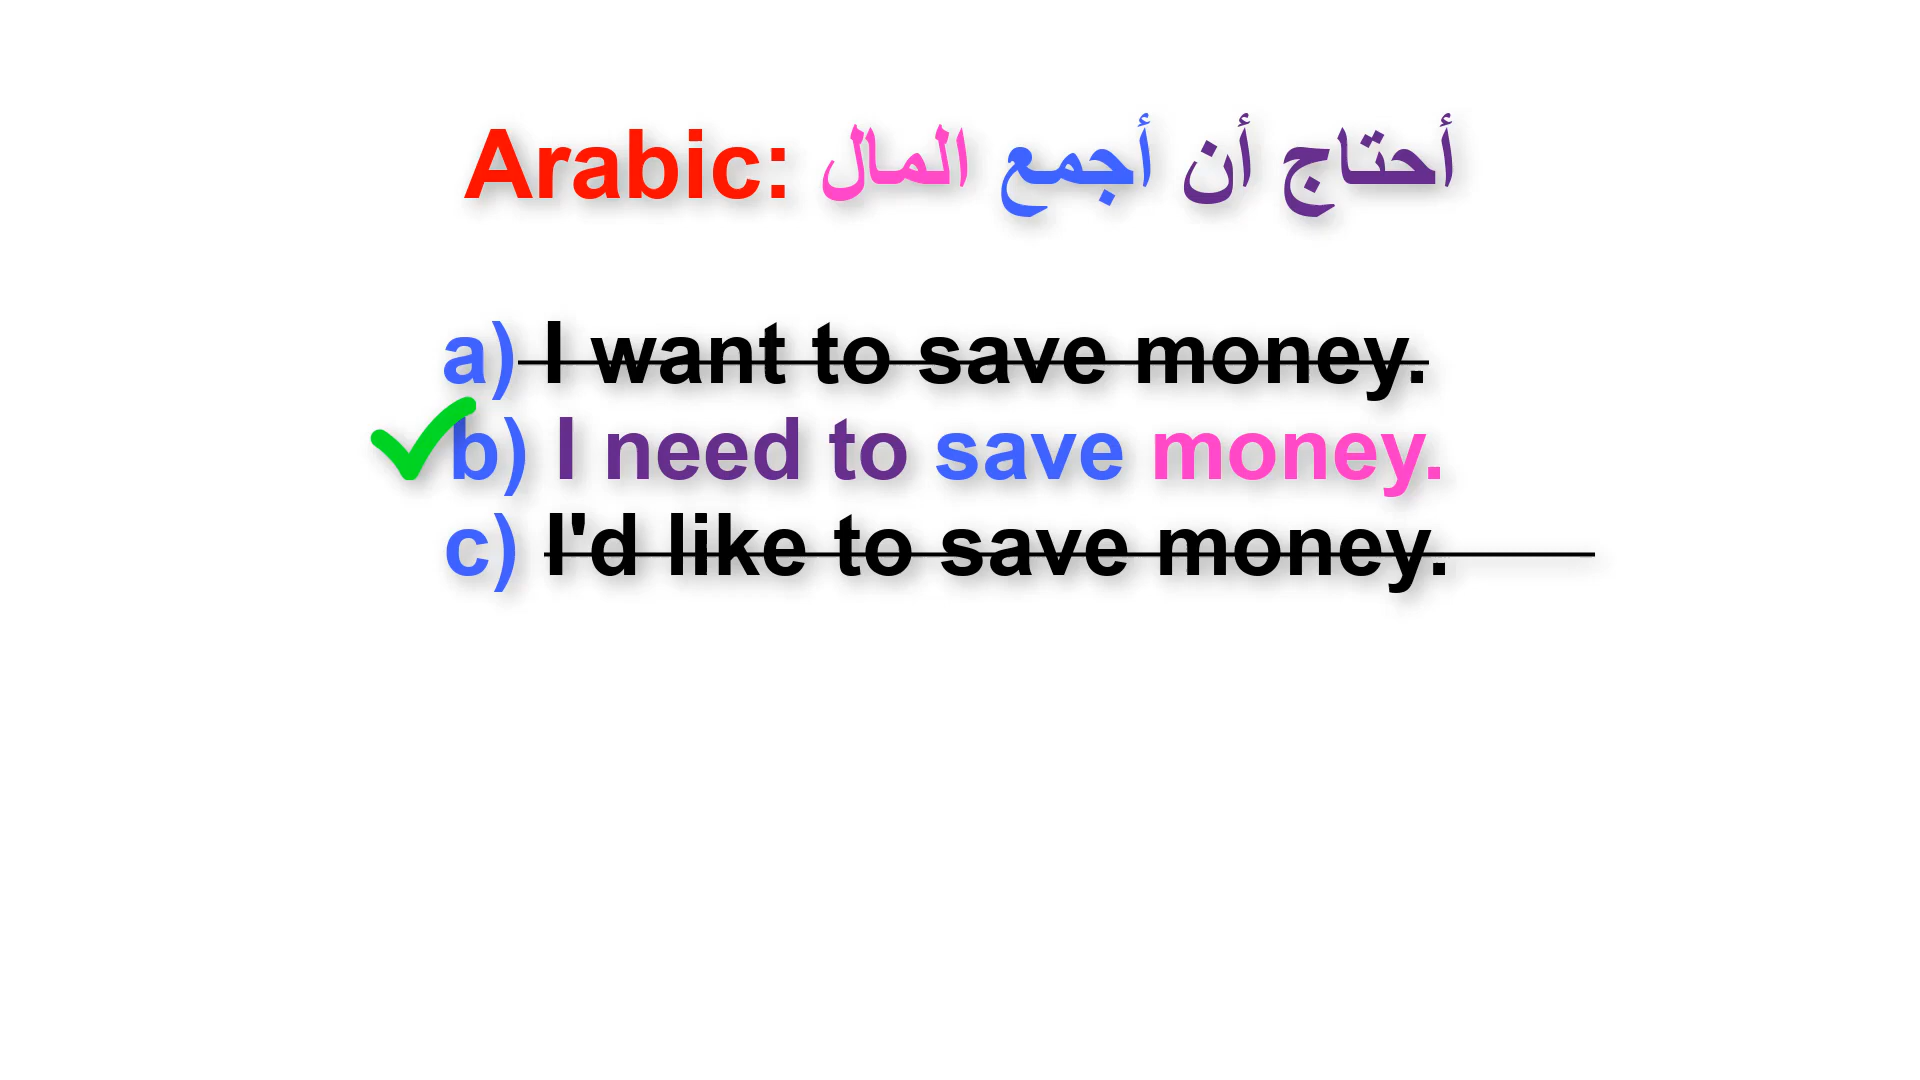 Arabic: أحتاج أن أجمع المال
a) I want to save money.
b) I need to save money.
c) I'd like to save money.